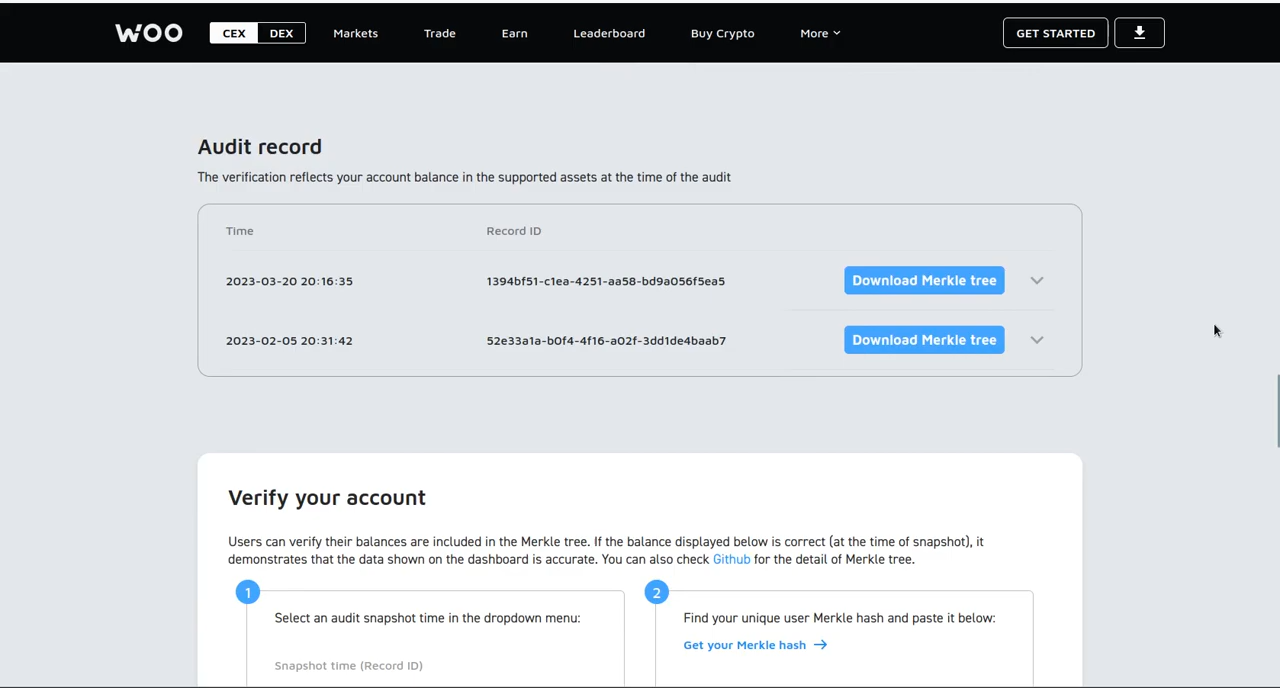 WOO CEX DEX Markets Trade Earn Leaderboard Buy Crypto More GET STARTED
Audit record
The verification reflects your account balance in the supported assets at the time of the audit
Time Record ID
2023-03-20 20:16:35 1394bf51-c1ea-4251-aa58-bd9a056f5ea5 Download Merkle tree
2023-02-05 20:31:42 52e33a1a-b0f4-4f16-a02f-3dd1de4baab7 Download Merkle tree
Verify your account
Users can verify their balances are included in the Merkle tree. If the balance displayed below is correct (at the time of snapshot), it
demonstrates that the data shown on the dashboard is accurate. You can also check Github for the detail of Merkle tree.
1 2
Select an audit snapshot time in the dropdown menu: Find your unique user Merkle hash and paste it below:
Get your Merkle hash →
Snapshot time (Record ID)